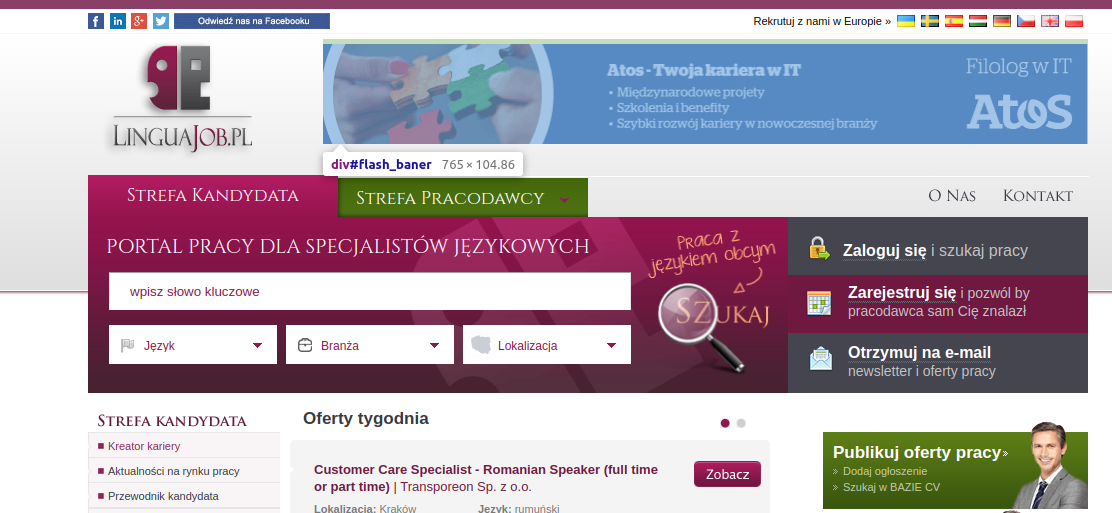 Odwiedź nas na Facebooku
Rekrutuj z nami w Europie »
LINGUAJOB.PL
Atos - Twoja kariera w IT
• Międzynarodowe projety
• Szkolenia i benefity
• Szybki rozwój kariery w nowoczesnej branży
Filolog w IT
Atos
div#flash_baner 765 × 104.86
STREFA KANDYDATA
STREFA PRACODAWCY
O NAS
KONTAKT
PORTAL PRACY DLA SPECJALISTÓW JĘZYKOWYCH
Praca z
językiem obcym
wpisz słowo kluczowe
SZUKAJ
Język
Branża
Lokalizacja
Zaloguj się i szukaj pracy
Zarejestruj się i pozwól by
pracodawca sam Cię znalazł
Otrzymuj na e-mail
newsletter i oferty pracy
STREFA KANDYDATA
Kreator kariery
Aktualności na rynku pracy
Przewodnik kandydata
Oferty tygodnia
Customer Care Specialist - Romanian Speaker (full time
or part time) | Transporeon Sp. z o.o.
Zobacz
Lokalizacja: Kraków
Język: rumuński
Publikuj oferty pracy»
Dodaj ogłoszenie
Szukaj w BAZIE CV